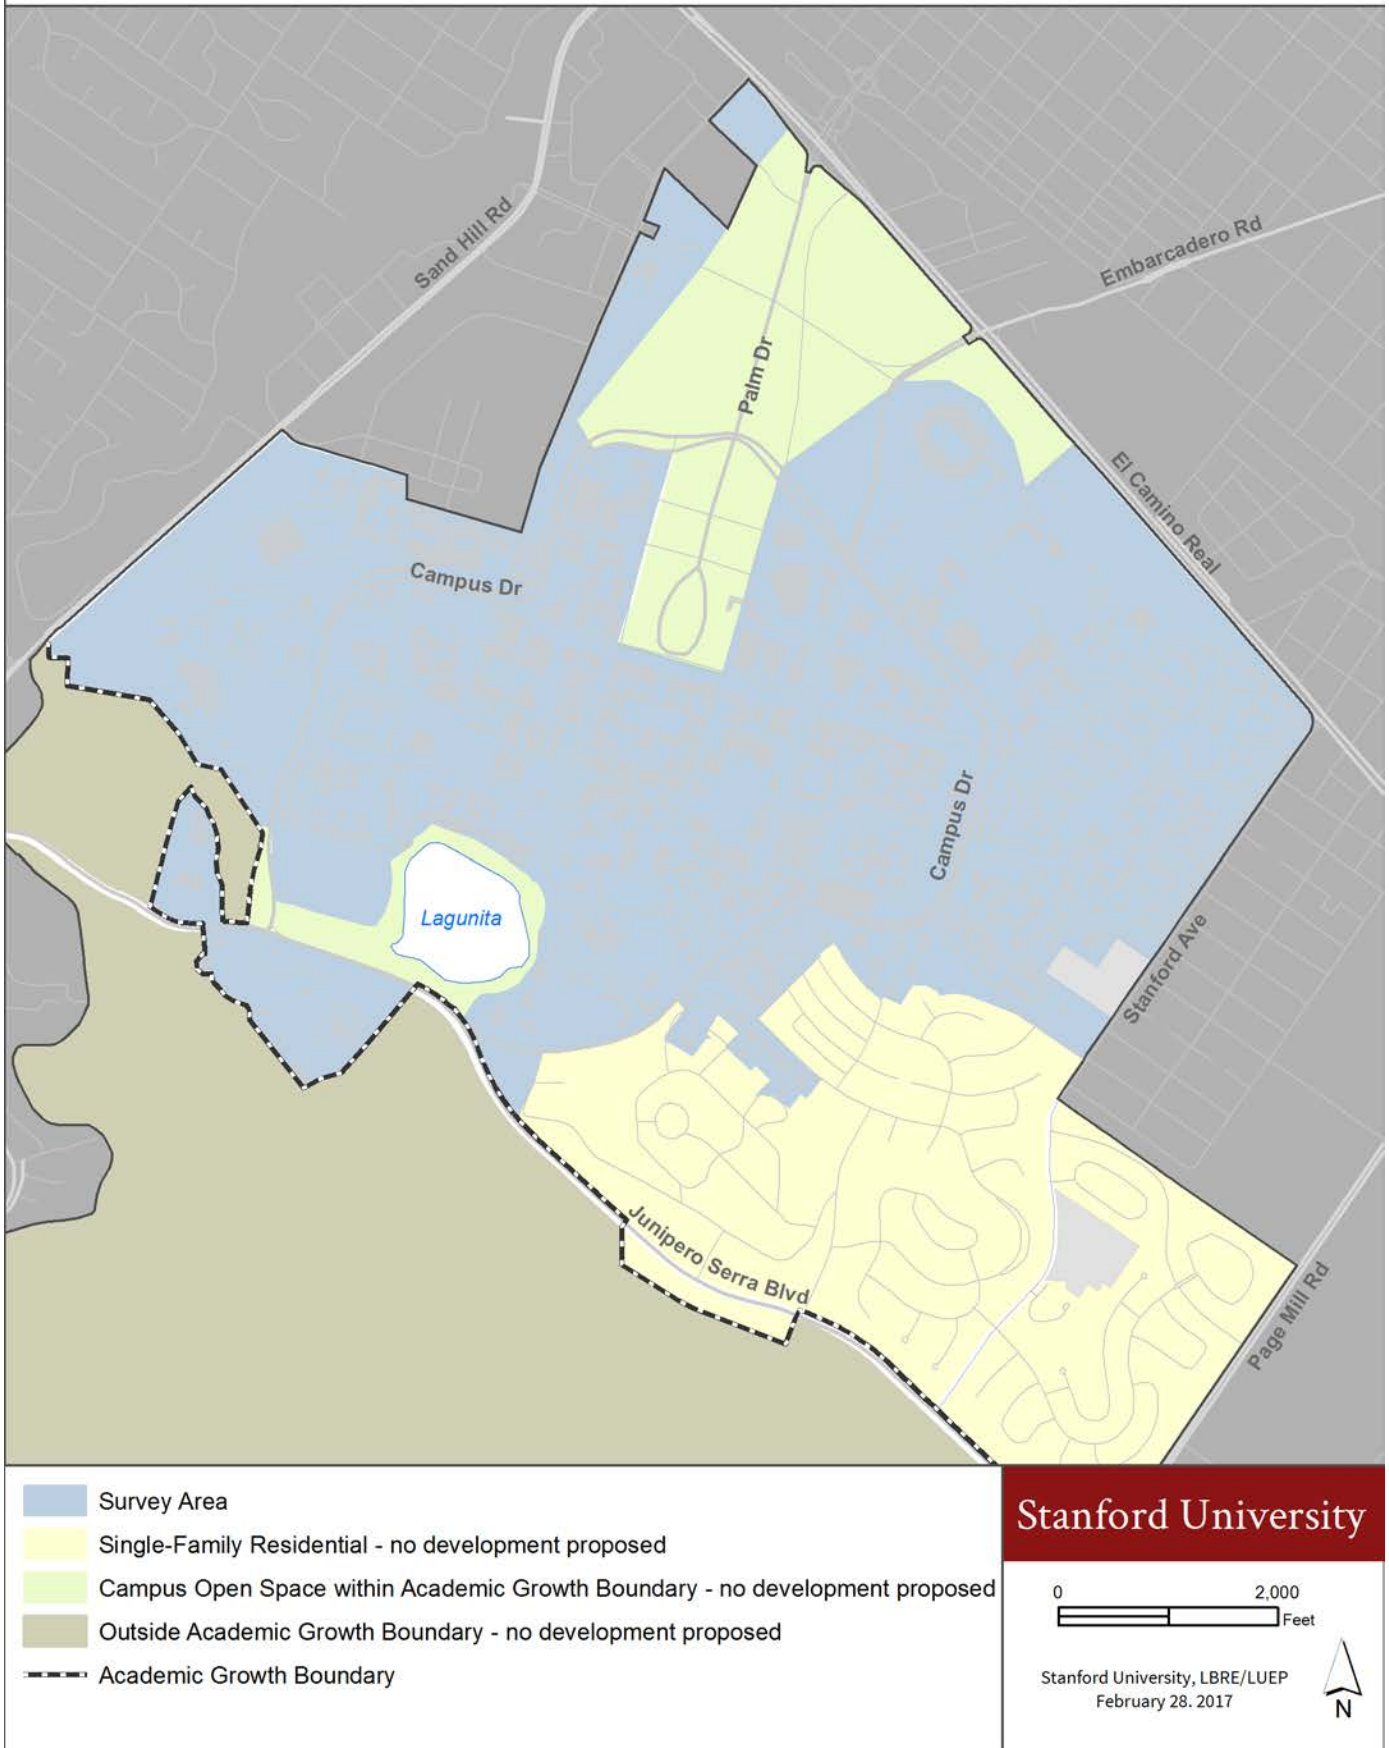 Sand Hill Rd
Embarcadero Rd
Palm Dr
El Camino Real
Campus Dr
Campus Dr
Lagunita
Stanford Ave
Junipero Serra Blvd
Page Mill Rd
Survey Area
Single-Family Residential - no development proposed
Campus Open Space within Academic Growth Boundary - no development proposed
Outside Academic Growth Boundary - no development proposed
Academic Growth Boundary
Stanford University
0 2,000
Feet
Stanford University, LBRE/LUEP
February 28. 2017
N